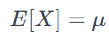 E[X] = μ